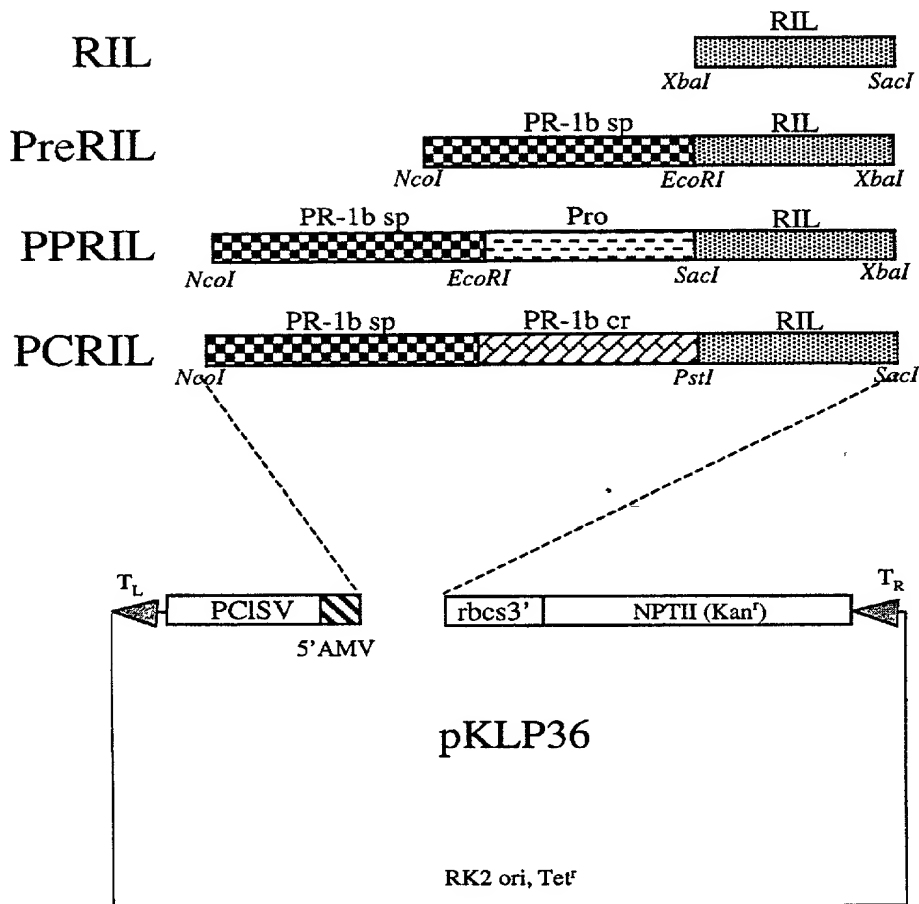 RIL
RIL
XbaI SacI
PreRIL
PR-1b sp RIL
NcoI EcoRI XbaI
PPRIL
PR-1b sp Pro RIL
NcoI EcoRI SacI XbaI
PCRIL
PR-1b sp PR-1b cr RIL
NcoI PstI SacI
TL TR
PClSV rbcs3' NPTII (Kanʳ)
5'AMV
pKLP36
RK2 ori, Tetʳ